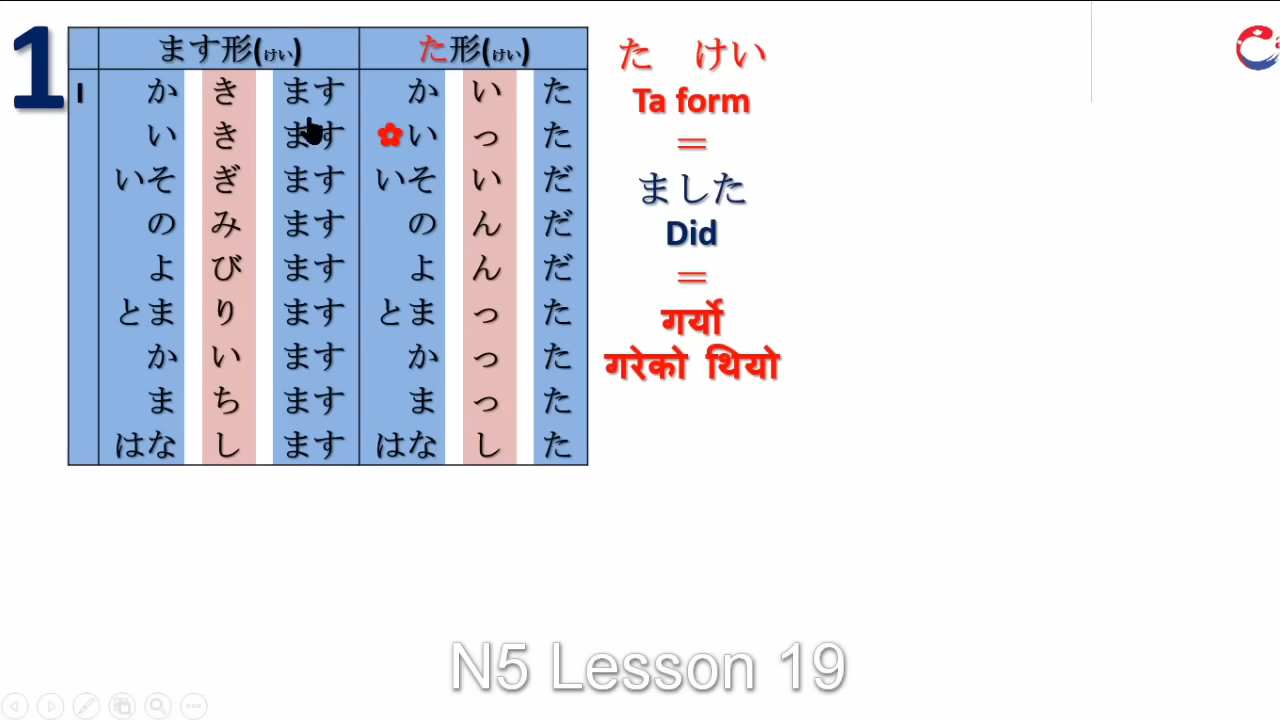 1
ます形(けい) た形(けい)
I か き ます か い た
い き ます ✿い っ た
いそ ぎ ます いそ い だ
の み ます の ん だ
よ び ます よ ん だ
とま り ます とま っ た
か い ます か っ た
ま ち ます ま っ た
はな し ます はな し た
た けい
Ta form
=
ました
Did
=
गर्यो
गरेको थियो
N5 Lesson 19